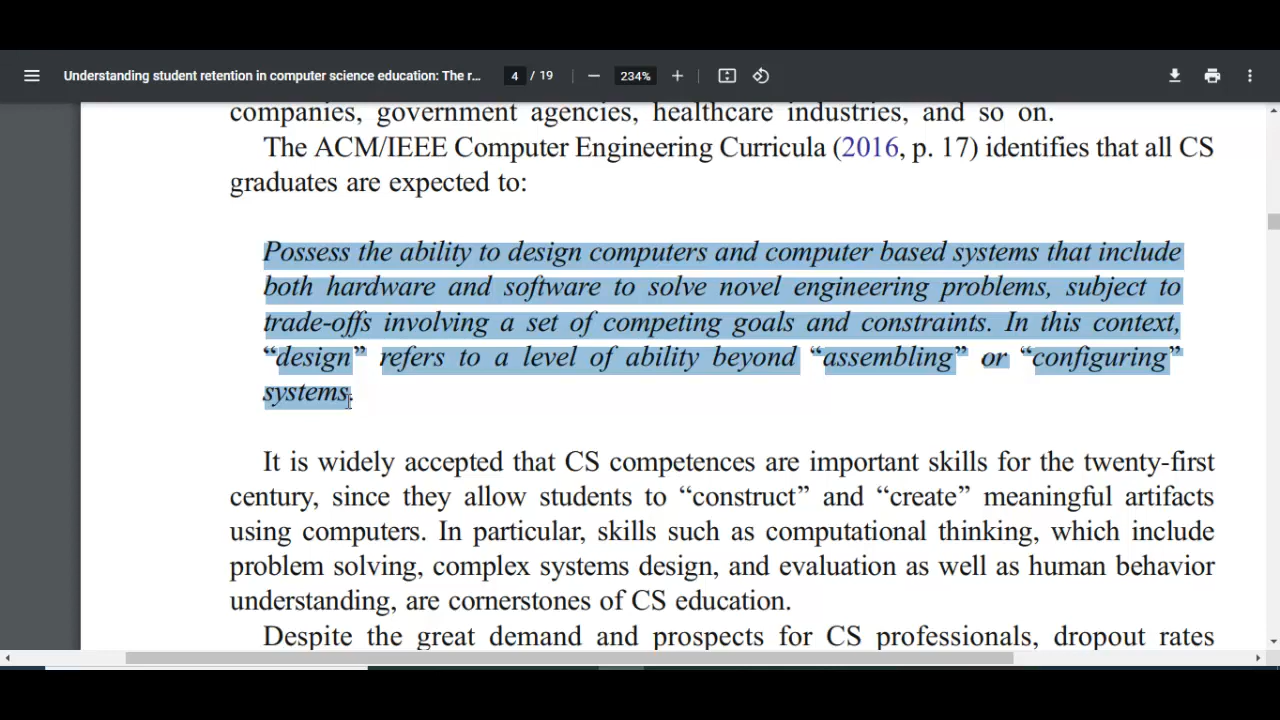 Understanding student retention in computer science education: The r... 4 / 19 234%
companies, government agencies, healthcare industries, and so on.
The ACM/IEEE Computer Engineering Curricula (2016, p. 17) identifies that all CS
graduates are expected to:
Possess the ability to design computers and computer based systems that include
both hardware and software to solve novel engineering problems, subject to
trade-offs involving a set of competing goals and constraints. In this context,
“design” refers to a level of ability beyond “assembling” or “configuring”
systems.
It is widely accepted that CS competences are important skills for the twenty-first
century, since they allow students to “construct” and “create” meaningful artifacts
using computers. In particular, skills such as computational thinking, which include
problem solving, complex systems design, and evaluation as well as human behavior
understanding, are cornerstones of CS education.
Despite the great demand and prospects for CS professionals, dropout rates